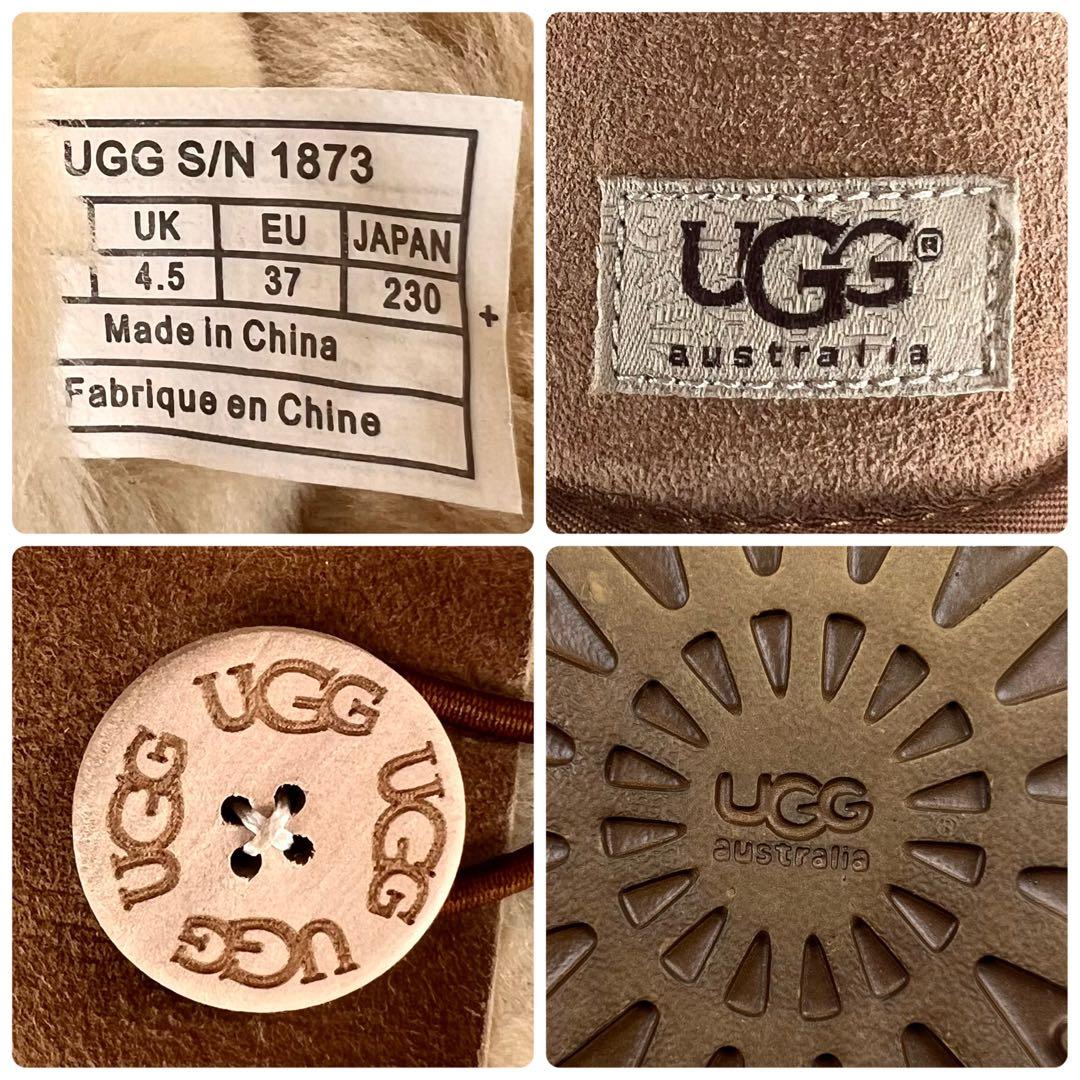 UGG S/N 1873
UK EU JAPAN
4.5 37 230
Made in China
Fabrique en Chine
UGG®
australia
UGG
UGG
UGG
UGG
UGG
australia ®